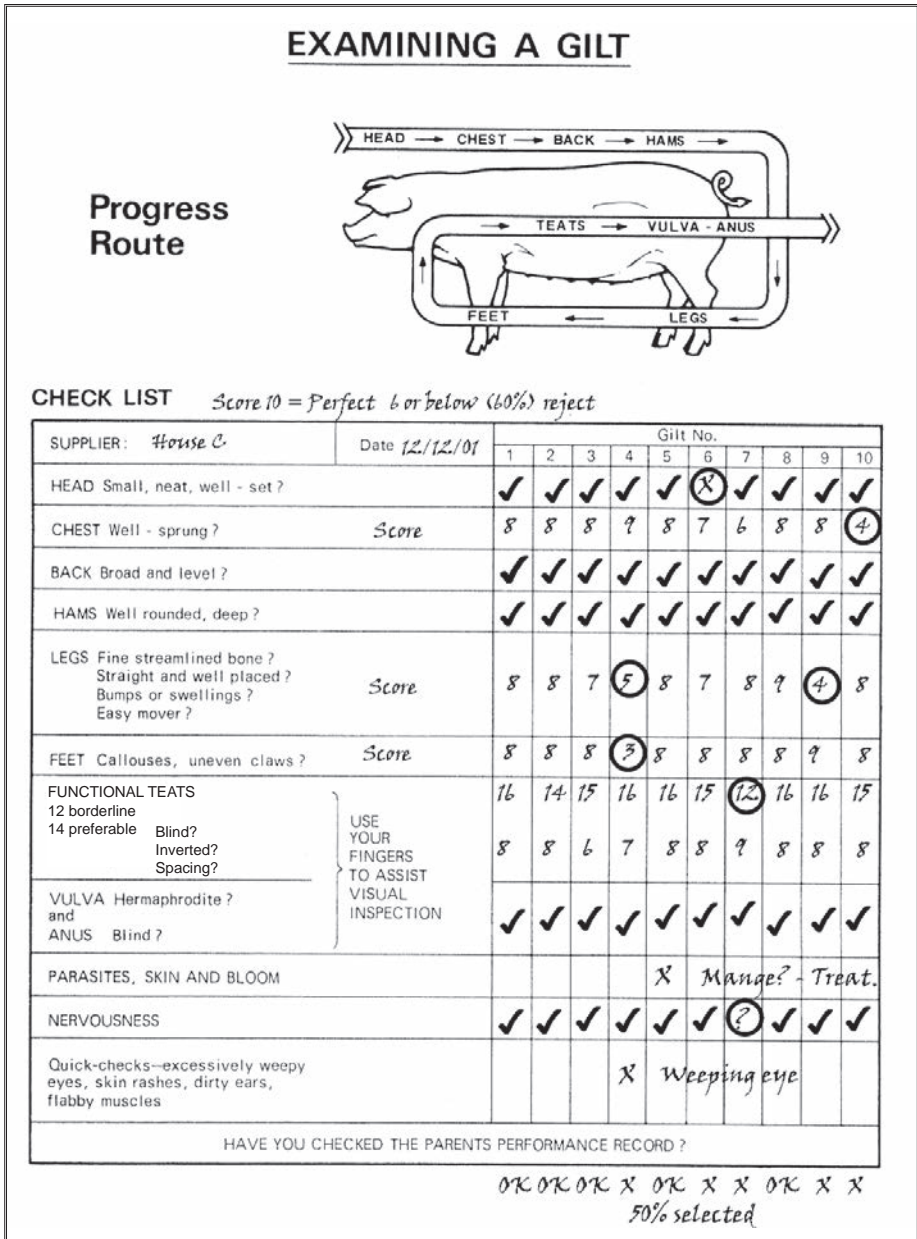 EXAMINING A GILT
HEAD → CHEST → BACK → HAMS →
Progress
Route
→ TEATS → VULVA - ANUS
FEET ← LEGS ←
CHECK LIST Score 10 = Perfect 6 or below (60%) reject
SUPPLIER: House C Date 12/12/01 Gilt No.
1 2 3 4 5 6 7 8 9 10
HEAD Small, neat, well - set ? ✓ ✓ ✓ ✓ ✓ X ✓ ✓ ✓ ✓
CHEST Well - sprung ? Score 8 8 8 9 8 7 6 8 8 4
BACK Broad and level ? ✓ ✓ ✓ ✓ ✓ ✓ ✓ ✓ ✓ ✓
HAMS Well rounded, deep ? ✓ ✓ ✓ ✓ ✓ ✓ ✓ ✓ ✓ ✓
LEGS Fine streamlined bone ?
Straight and well placed ?
Bumps or swellings ? Score 8 8 7 5 8 7 8 9 4 8
Easy mover ?
FEET Callouses, uneven claws ? Score 8 8 8 3 8 8 8 8 9 8
FUNCTIONAL TEATS 16 14 15 16 16 15 12 16 16 15
12 borderline
14 preferable Blind?
Inverted?
Spacing?
8 8 6 7 8 8 9 8 8 8
USE
YOUR
FINGERS
TO ASSIST
VISUAL
INSPECTION
VULVA Hermaphrodite ?
and
ANUS Blind ?
✓ ✓ ✓ ✓ ✓ ✓ ✓ ✓ ✓ ✓
PARASITES, SKIN AND BLOOM X Mange? - Treat.
NERVOUSNESS ✓ ✓ ✓ ✓ ✓ ✓ ? ✓ ✓ ✓
Quick-checks—excessively weepy
eyes, skin rashes, dirty ears,
flabby muscles
X Weeping eye
HAVE YOU CHECKED THE PARENTS PERFORMANCE RECORD ?
OK OK OK X OK X X OK X X
50% selected